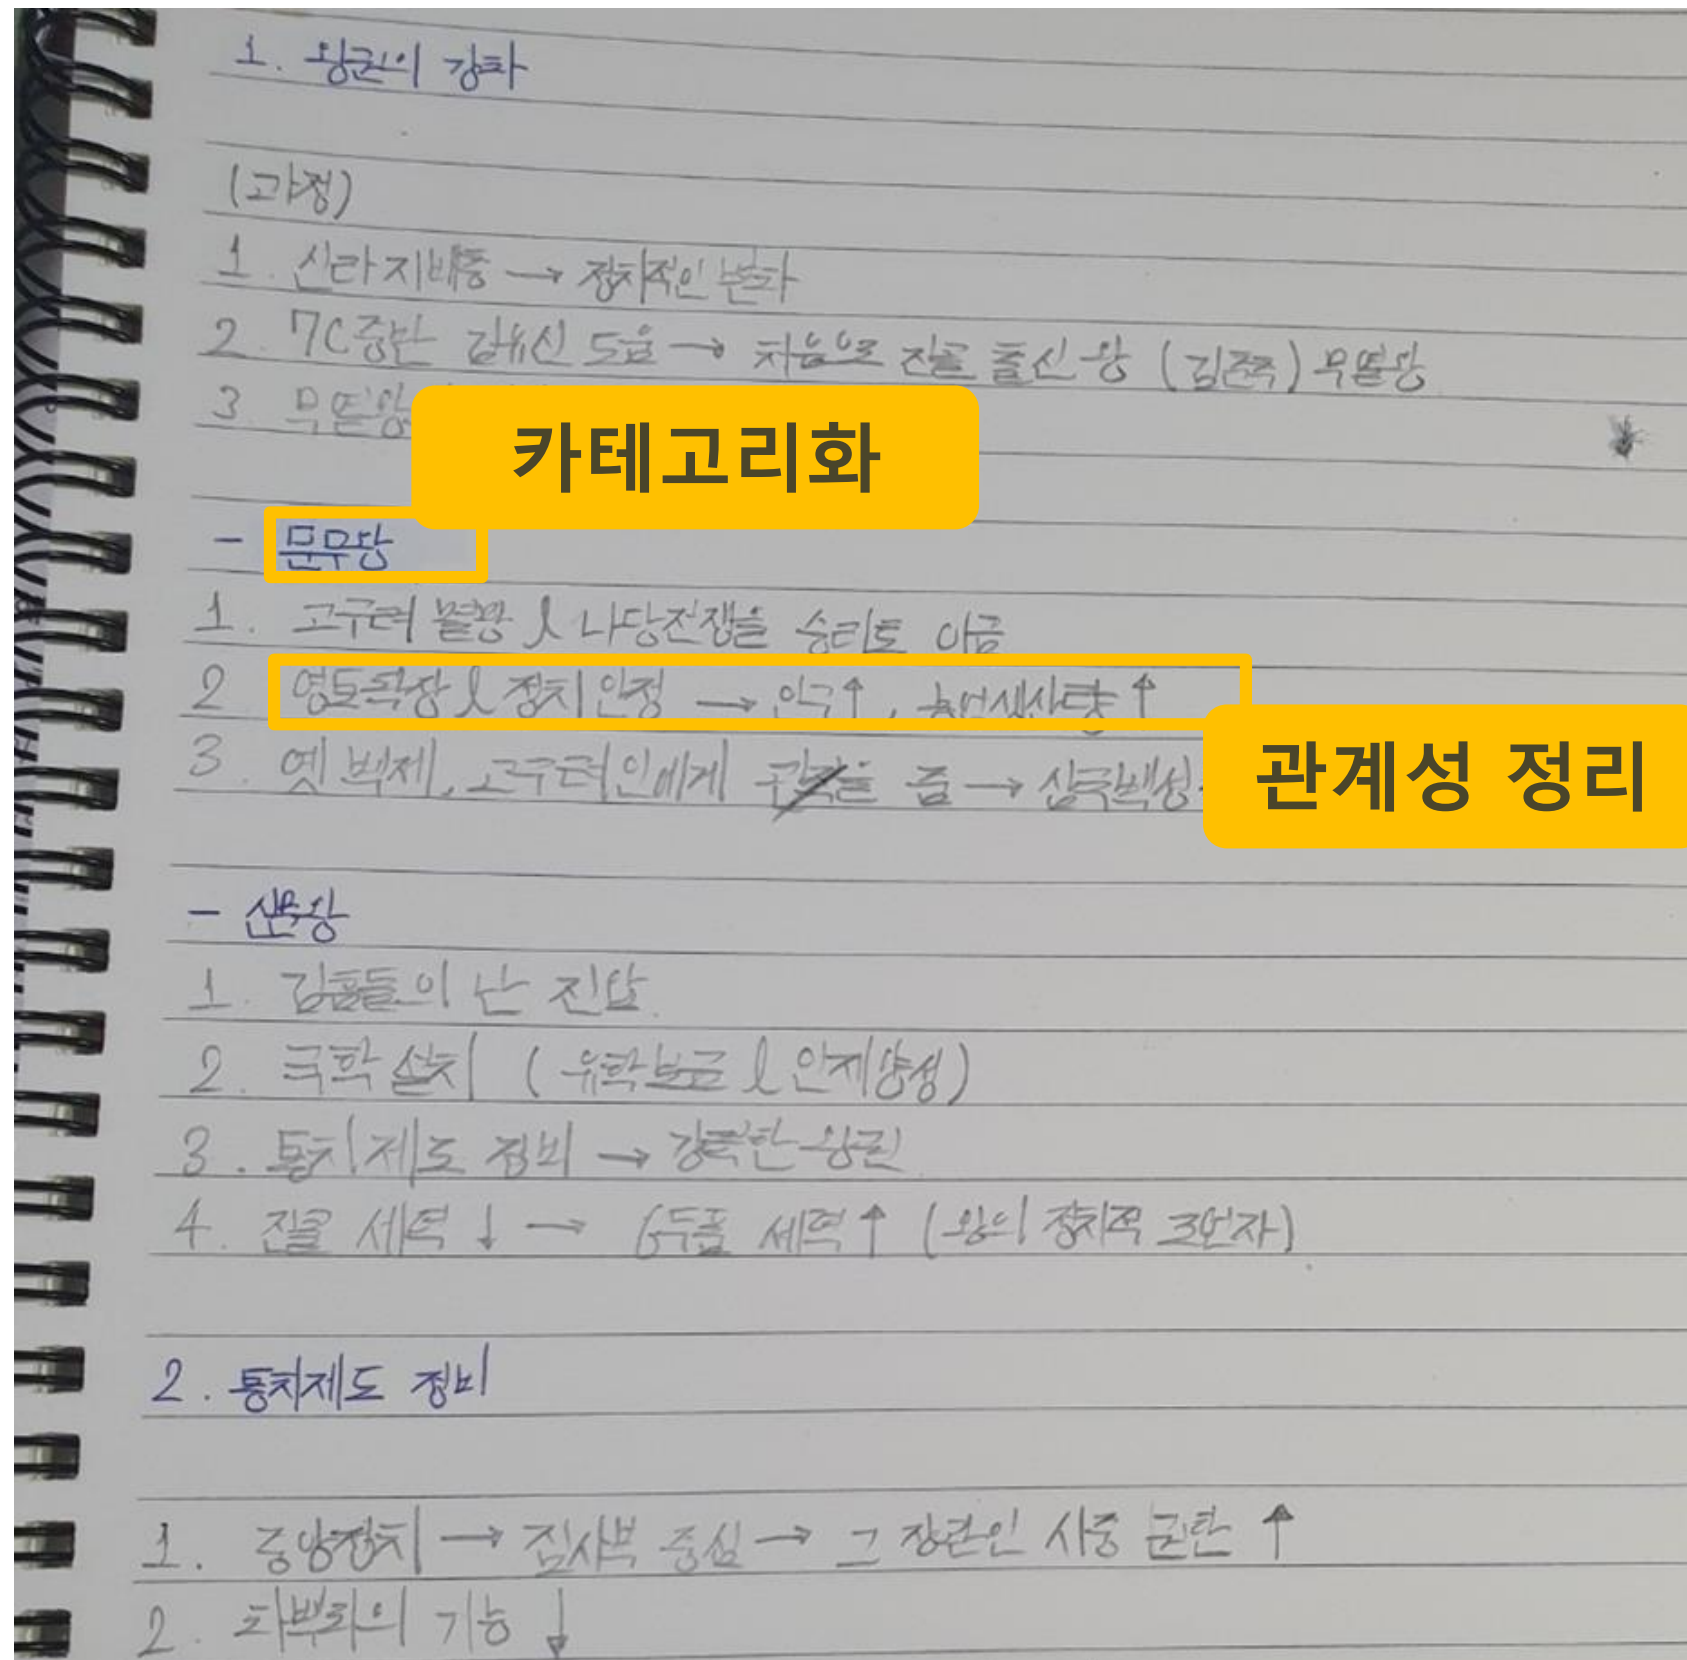 1. 왕권의 강화
(과정)
1. 신라 지배층 → 정치적인 변화
2. 7C중반 김유신 도움 → 처음으로 진골 출신 왕 (김춘추) 무열왕
3. 무열왕
카테고리화
- 문무왕
1. 고구려 멸망 & 나당전쟁을 승리로 이끔
2 영토확장 & 정치 안정 → 인구↑, 농업생산량↑
3. 옛 백제, 고구려인에게 줌 → 삼국백성
관계성 정리
- 신문왕
1. 김흠돌의 난 진압
2. 국학 설치 (유학보급 & 인재양성)
3. 통치제도 정비 → 강력한 왕권
4. 진골 세력↓ → 6두품 세력↑ (왕의 정치적 조언자)
2. 통치제도 정비
1. 중앙정치 → 집사부 중심 → 그 장관인 시중 권한 ↑
2. 화백회의 기능 ↓